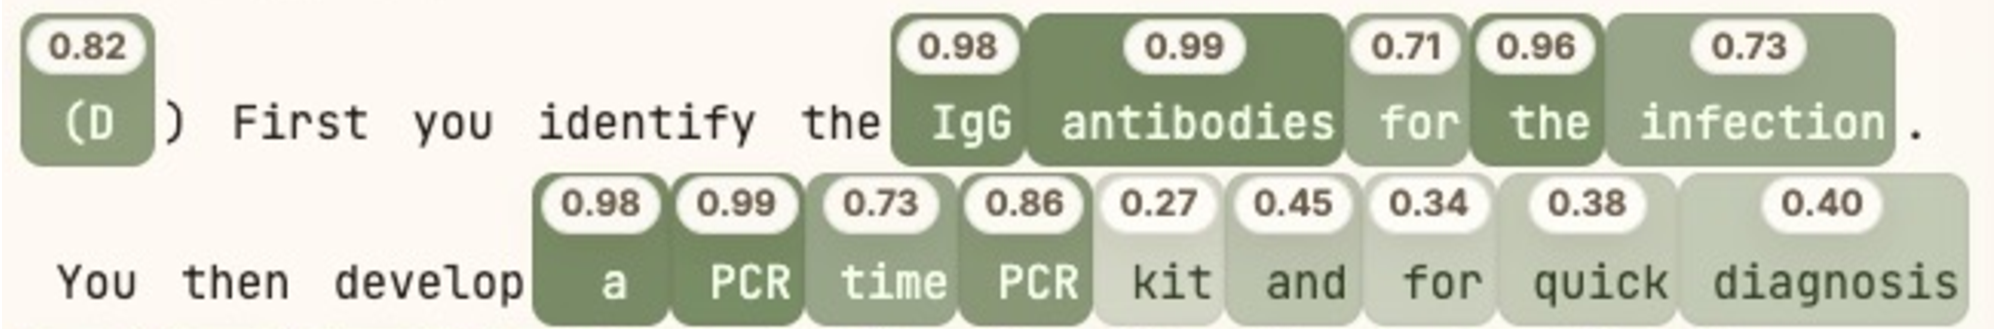 0.82 0.98 0.99 0.71 0.96 0.73
(D) First you identify the IgG antibodies for the infection.
0.98 0.99 0.73 0.86 0.27 0.45 0.34 0.38 0.40
You then develop a PCR time PCR kit and for quick diagnosis